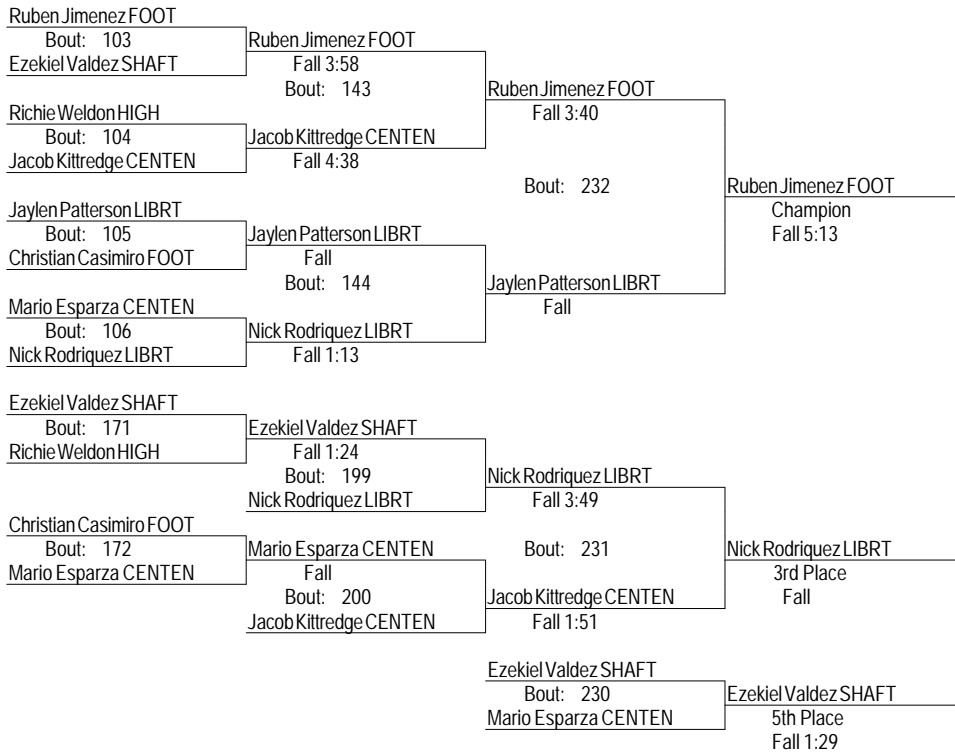 Ruben Jimenez FOOT
Bout: 103
Ezekiel Valdez SHAFT
Ruben Jimenez FOOT
Fall 3:58
Bout: 143
Richie Weldon HIGH
Bout: 104
Jacob Kittredge CENTEN
Jacob Kittredge CENTEN
Fall 4:38
Ruben Jimenez FOOT
Fall 3:40
Bout: 232
Jaylen Patterson LIBRT
Bout: 105
Christian Casimiro FOOT
Jaylen Patterson LIBRT
Fall
Bout: 144
Mario Esparza CENTEN
Bout: 106
Nick Rodriquez LIBRT
Nick Rodriquez LIBRT
Fall 1:13
Jaylen Patterson LIBRT
Fall
Ruben Jimenez FOOT
Champion
Fall 5:13
Ezekiel Valdez SHAFT
Bout: 171
Richie Weldon HIGH
Ezekiel Valdez SHAFT
Fall 1:24
Bout: 199
Nick Rodriquez LIBRT
Nick Rodriquez LIBRT
Fall 3:49
Bout: 231
Christian Casimiro FOOT
Bout: 172
Mario Esparza CENTEN
Mario Esparza CENTEN
Fall
Bout: 200
Jacob Kittredge CENTEN
Jacob Kittredge CENTEN
Fall 1:51
Nick Rodriquez LIBRT
3rd Place
Fall
Ezekiel Valdez SHAFT
Bout: 230
Mario Esparza CENTEN
Ezekiel Valdez SHAFT
5th Place
Fall 1:29